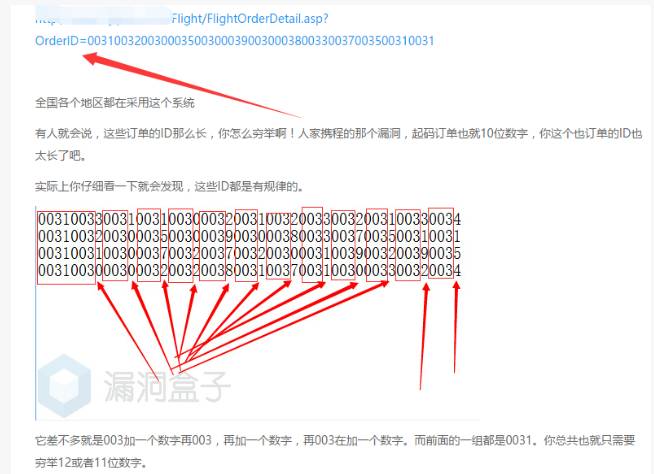 Flight/FlightOrderDetail.asp?
OrderID=003100320030003500300039003000380033003700350031​0031
全国各个地区都在采用这个系统
有人就会说，这些订单的ID那么长，你怎么穷举啊！人家携程的那个漏洞，起码订单也就10位数字，你这个也订单的ID也
太长了吧。
实际上你仔细看一下就会发现，这些ID都是有规律的。
0031003300310031003000320031003200330032003100330034
0031003200300035003000390030003800330037003500310031
0031003100300037003200370032003000310039003200390035
0031003000300032003200380031003700310030003300320034
漏洞盒子
它差不多就是003加一个数字再003，再加一个数字，再003在加一个数字。而前面的一组都是0031。你总共也就只需要
穷举12或者11位数字。